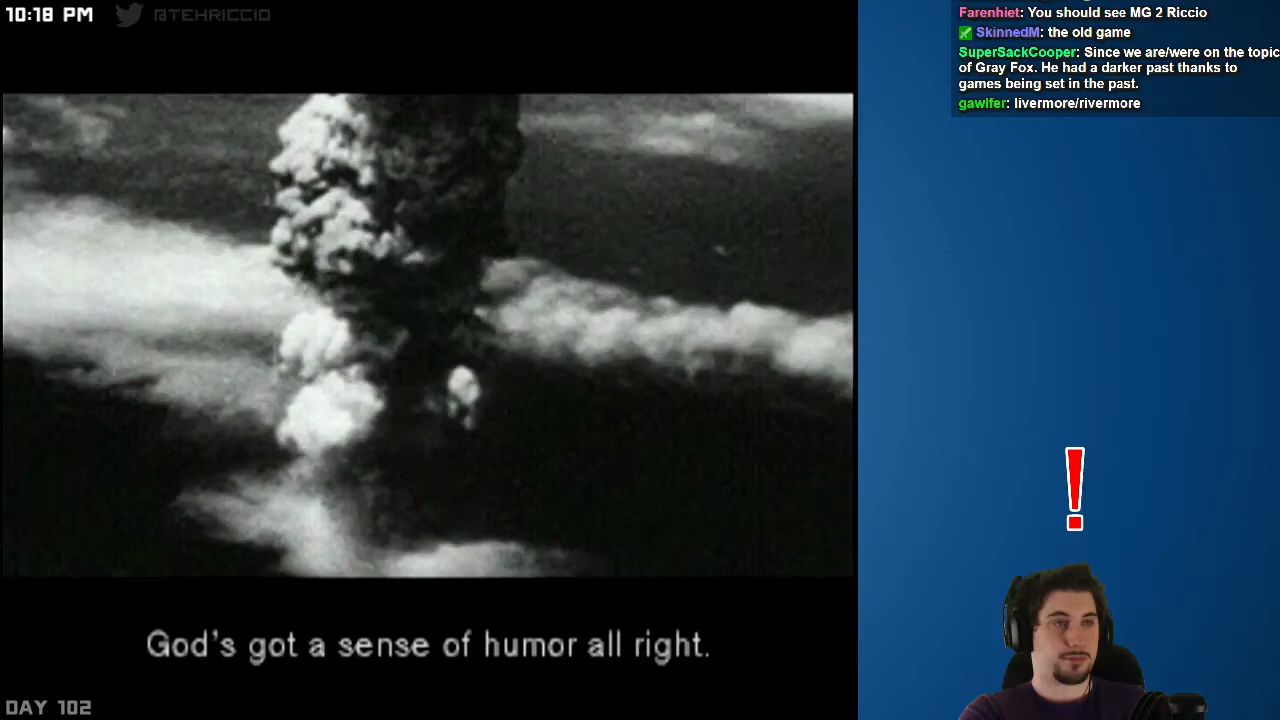 10:18 PM
@TEHRICCIO
Farenhiet: You should see MG 2 Riccio
SkinnedM: the old game
SuperSackCooper: Since we are/were on the topic
of Gray Fox. He had a darker past thanks to
games being set in the past.
gawlfer: livermore/rivermore
!
God's got a sense of humor all right.
DAY 102